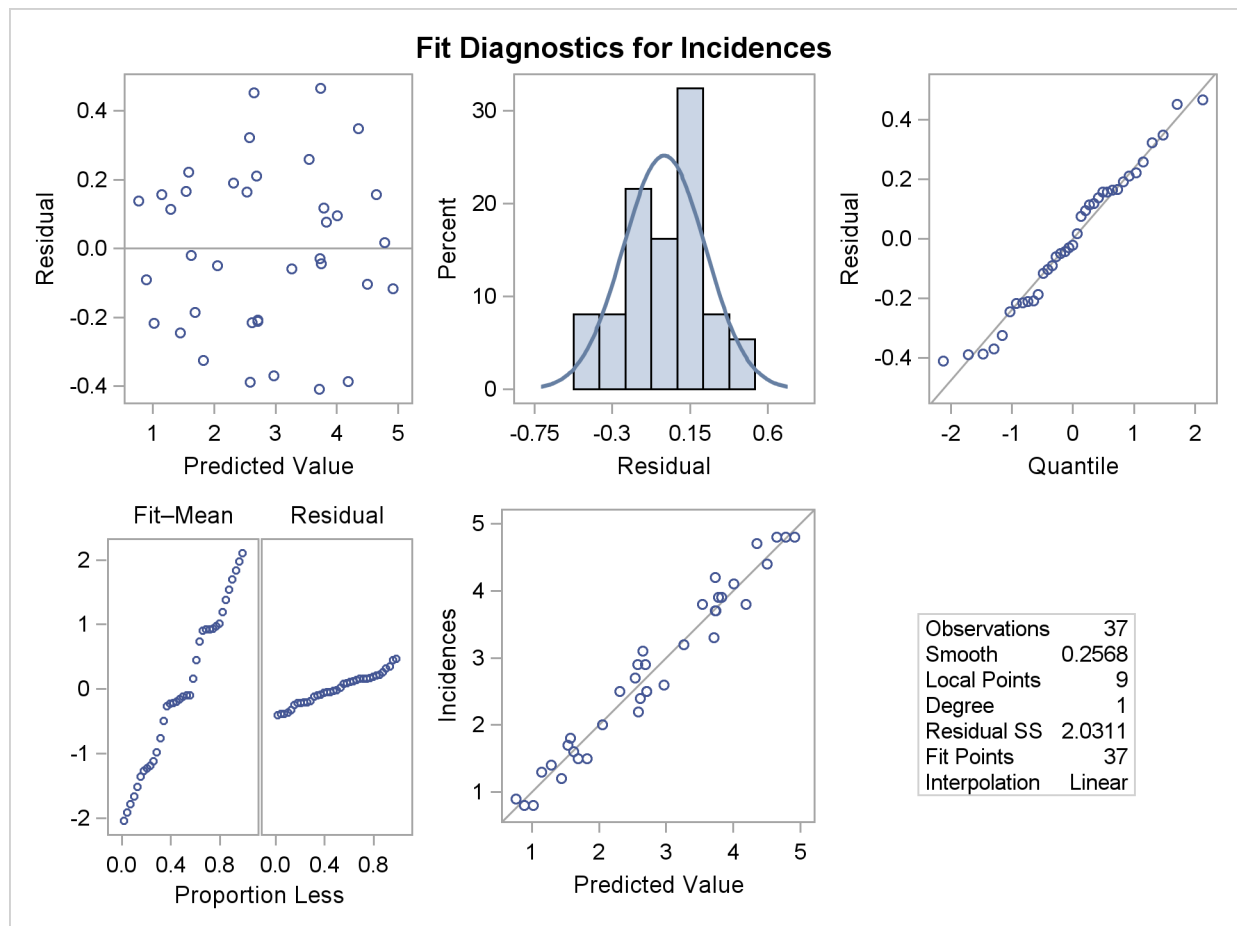 Fit Diagnostics for Incidences
0.4
0.2
0.0
-0.2
-0.4
Residual
1 2 3 4 5
Predicted Value
30
20
10
0
Percent
-0.75 -0.3 0.15 0.6
Residual
0.4
0.2
0.0
-0.2
-0.4
Residual
-2 -1 0 1 2
Quantile
Fit–Mean Residual
2
1
0
-1
-2
0.0 0.4 0.8 0.0 0.4 0.8
Proportion Less
5
4
3
2
1
Incidences
1 2 3 4 5
Predicted Value
Observations 37
Smooth 0.2568
Local Points 9
Degree 1
Residual SS 2.0311
Fit Points 37
Interpolation Linear